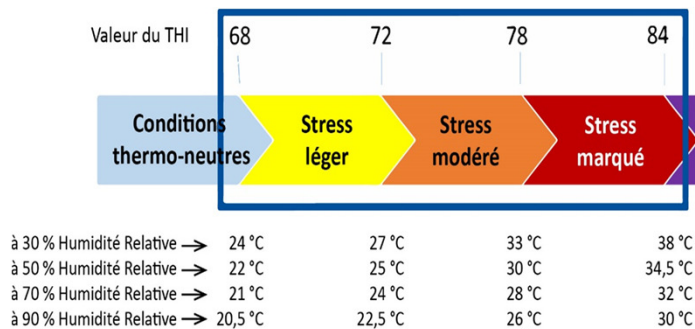 Valeur du THI 68 72 78 84
Conditions thermo-neutres
Stress léger
Stress modéré
Stress marqué
à 30 % Humidité Relative → 24 °C 27 °C 33 °C 38 °C
à 50 % Humidité Relative → 22 °C 25 °C 30 °C 34,5 °C
à 70 % Humidité Relative → 21 °C 24 °C 28 °C 32 °C
à 90 % Humidité Relative → 20,5 °C 22,5 °C 26 °C 30 °C